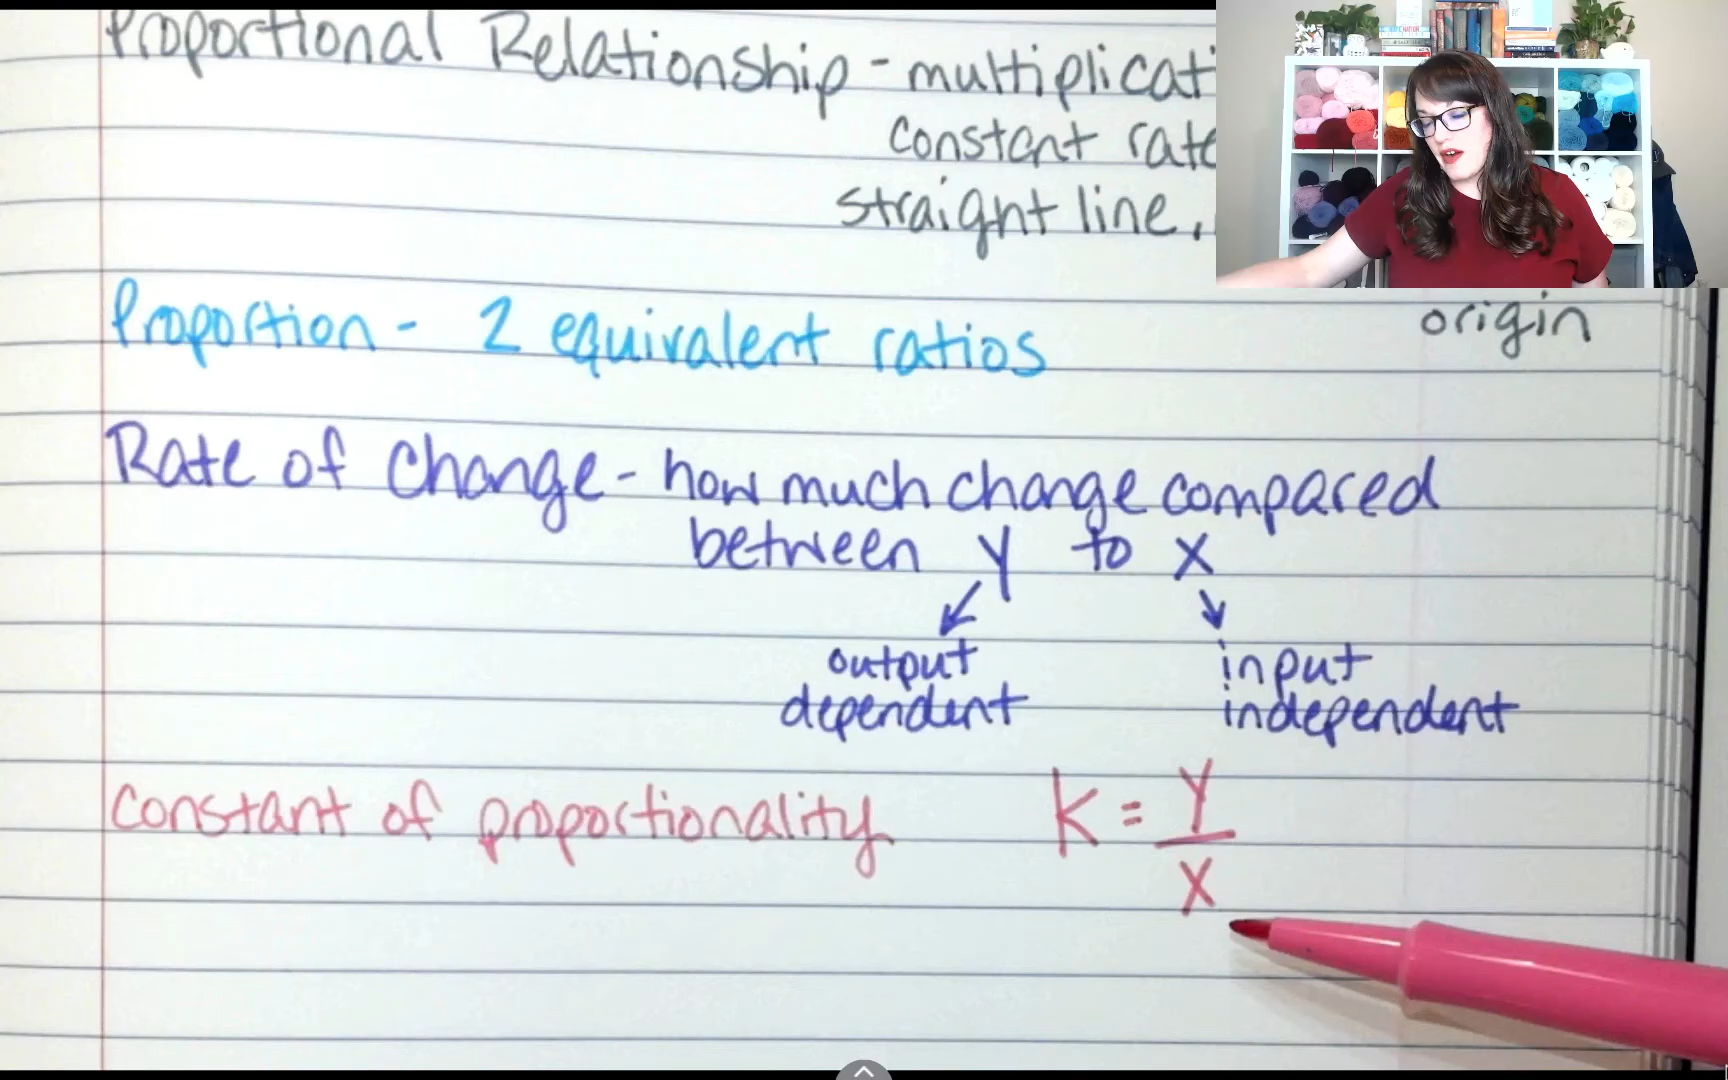 Proportional Relationship - multiplicati
constant rate
straight line,
origin
Proportion - 2 equivalent ratios
Rate of Change - how much change compared
between y to x
output input
dependent independent
constant of proportionality k = y
x